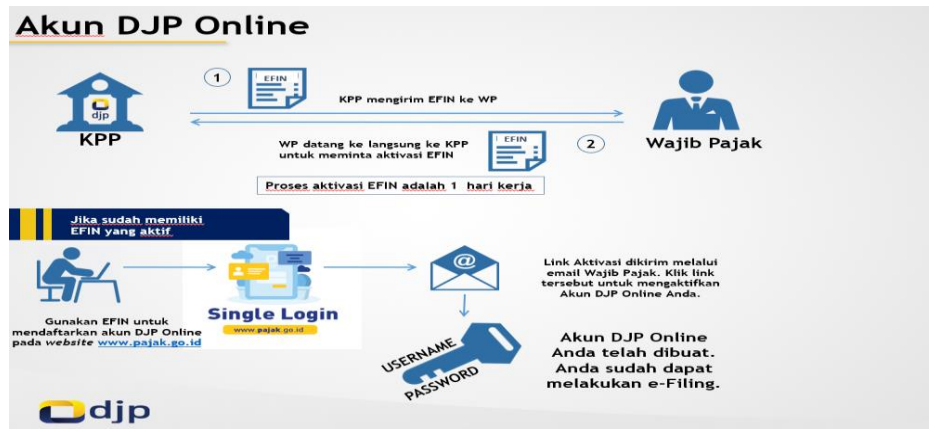 Akun DJP Online
1
EFIN
KPP mengirim EFIN ke WP
djp
KPP
WP datang ke langsung ke KPP
untuk meminta aktivasi EFIN
EFIN
2
Wajib Pajak
Proses aktivasi EFIN adalah 1 hari kerja
Jika sudah memiliki
EFIN yang aktif
Gunakan EFIN untuk
mendaftarkan akun DJP Online
pada website www.pajak.go.id
Single Login
www.pajak.go.id
@
Link Aktivasi dikirim melalui
email Wajib Pajak. Klik link
tersebut untuk mengaktifkan
Akun DJP Online Anda.
USERNAME
PASSWORD
Akun DJP Online
Anda telah dibuat.
Anda sudah dapat
melakukan e-Filing.
djp